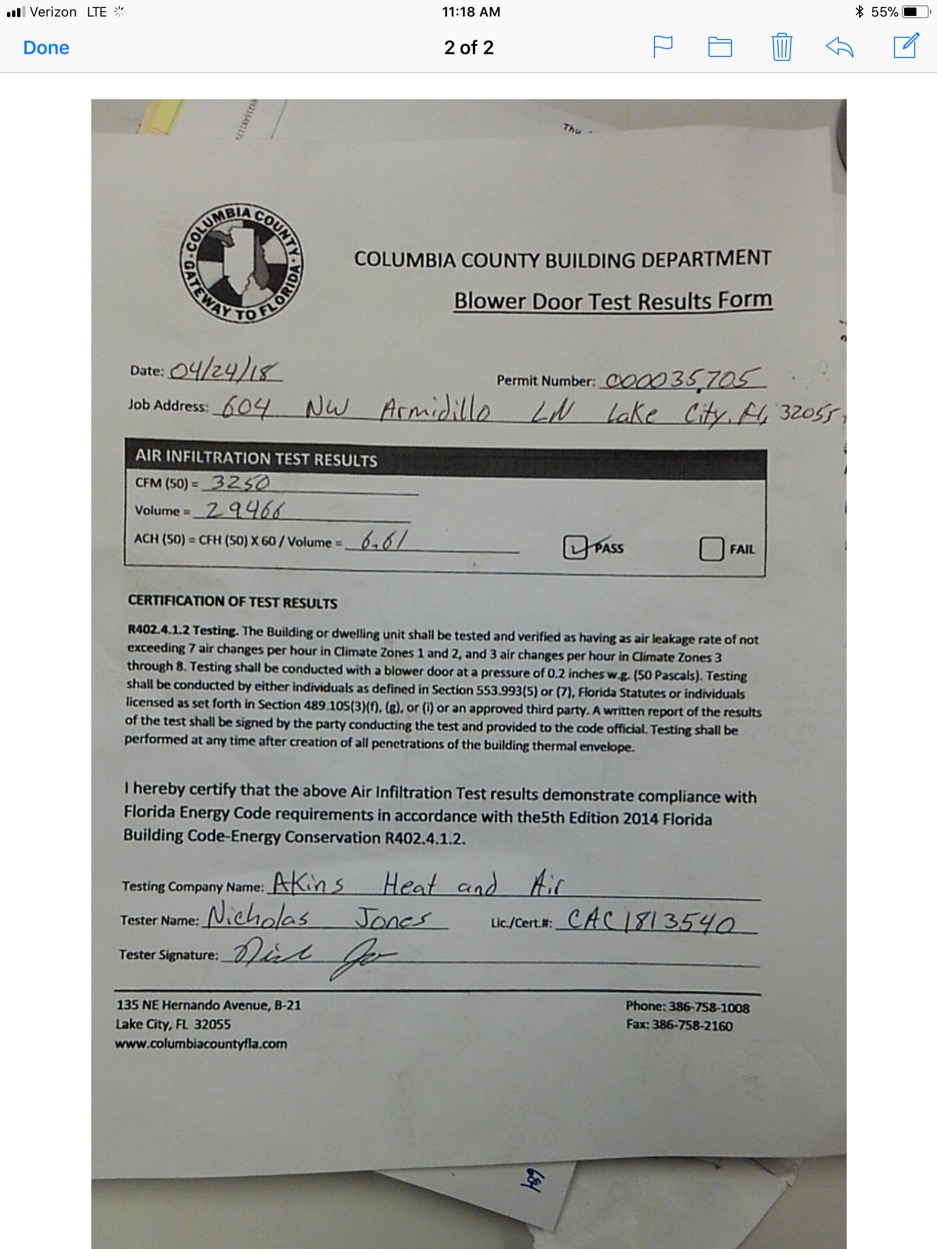 Verizon LTE 11:18 AM 55%
Done 2 of 2
Thu -
COLUMBIA COUNTY
GATEWAY TO FLORIDA
COLUMBIA COUNTY BUILDING DEPARTMENT
Blower Door Test Results Form
Date: 04/24/18
Permit Number: 000035705
Job Address: 604 NW Armidillo LN Lake City, FL, 32055
AIR INFILTRATION TEST RESULTS
CFM (50) = 3250
Volume = 29466
ACH (50) = CFH (50) X 60 / Volume = 6.61 PASS FAIL
CERTIFICATION OF TEST RESULTS
R402.4.1.2 Testing. The Building or dwelling unit shall be tested and verified as having as air leakage rate of not
exceeding 7 air changes per hour in Climate Zones 1 and 2, and 3 air changes per hour in Climate Zones 3
through 8. Testing shall be conducted with a blower door at a pressure of 0.2 inches w.g. (50 Pascals). Testing
shall be conducted by either individuals as defined in Section 553.993(5) or (7), Florida Statutes or individuals
licensed as set forth in Section 489.105(3)(f), (g), or (i) or an approved third party. A written report of the results
of the test shall be signed by the party conducting the test and provided to the code official. Testing shall be
performed at any time after creation of all penetrations of the building thermal envelope.
I hereby certify that the above Air Infiltration Test results demonstrate compliance with
Florida Energy Code requirements in accordance with the5th Edition 2014 Florida
Building Code-Energy Conservation R402.4.1.2.
Testing Company Name: Akins Heat and Air
Tester Name: Nicholas Jones Lic./Cert.#: CAC1813540
Tester Signature: Nick Jo
135 NE Hernando Avenue, B-21 Phone: 386-758-1008
Lake City, FL 32055 Fax: 386-758-2160
www.columbiacountyfla.com